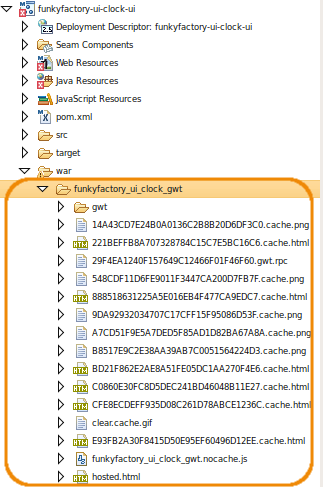 funkyfactory-ui-clock-ui
Deployment Descriptor: funkyfactory-ui-clock-ui
Seam Components
Web Resources
Java Resources
JavaScript Resources
pom.xml
src
target
war
funkyfactory_ui_clock_gwt
gwt
14A43CD7E24B0A0136C2B8B20D6DF3C0.cache.png
221BEFFB8A707328784C15C7E5BC16C6.cache.html
29F4EA1240F157649C12466F01F46F60.gwt.rpc
548CDF11D6FE9011F3447CA200D7FB7F.cache.png
888518631225A5E016EB4F477CA9EDC7.cache.html
9DA92932034707C17CFF15F95086D53F.cache.png
A7CD51F9E5A7DED5F85AD1D82BA67A8A.cache.png
B8517E9C2E38AA39AB7C0051564224D3.cache.png
BD21F862E2AE8A51FE05DC1AA270F4E6.cache.html
C0860E30FC8D5DEC241BD46048B11E27.cache.html
CFE8ECDEFF935D08C261D78ABCE1236C.cache.html
clear.cache.gif
E93FB2A30F8415D50E95EF60496D12EE.cache.html
funkyfactory_ui_clock_gwt.nocache.js
hosted.html